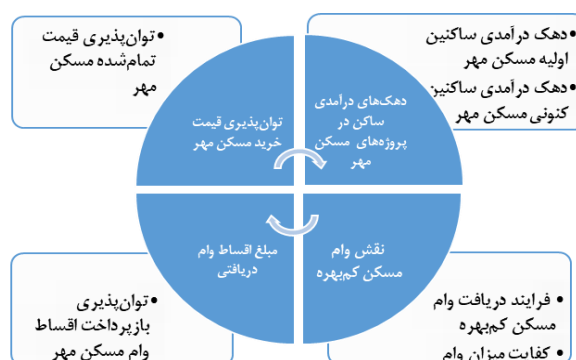 •دهک درآمدی ساکنین
اولیه مسکن مهر
•دهک درآمدی ساکنین
کنونی مسکن مهر
•توان‌پذیری قیمت
تمام‌شده مسکن
مهر
دهک‌های درآمدی
ساکن در
پروژه‌های مسکن
مهر
توان‌پذیری قیمت
خرید مسکن مهر
نقش وام
مسکن کم‌بهره
مبلغ اقساط وام
دریافتی
• فرایند دریافت وام
مسکن کم‌بهره
• کفایت میزان وام
•توان‌پذیری
بازپرداخت اقساط
وام مسکن مهر